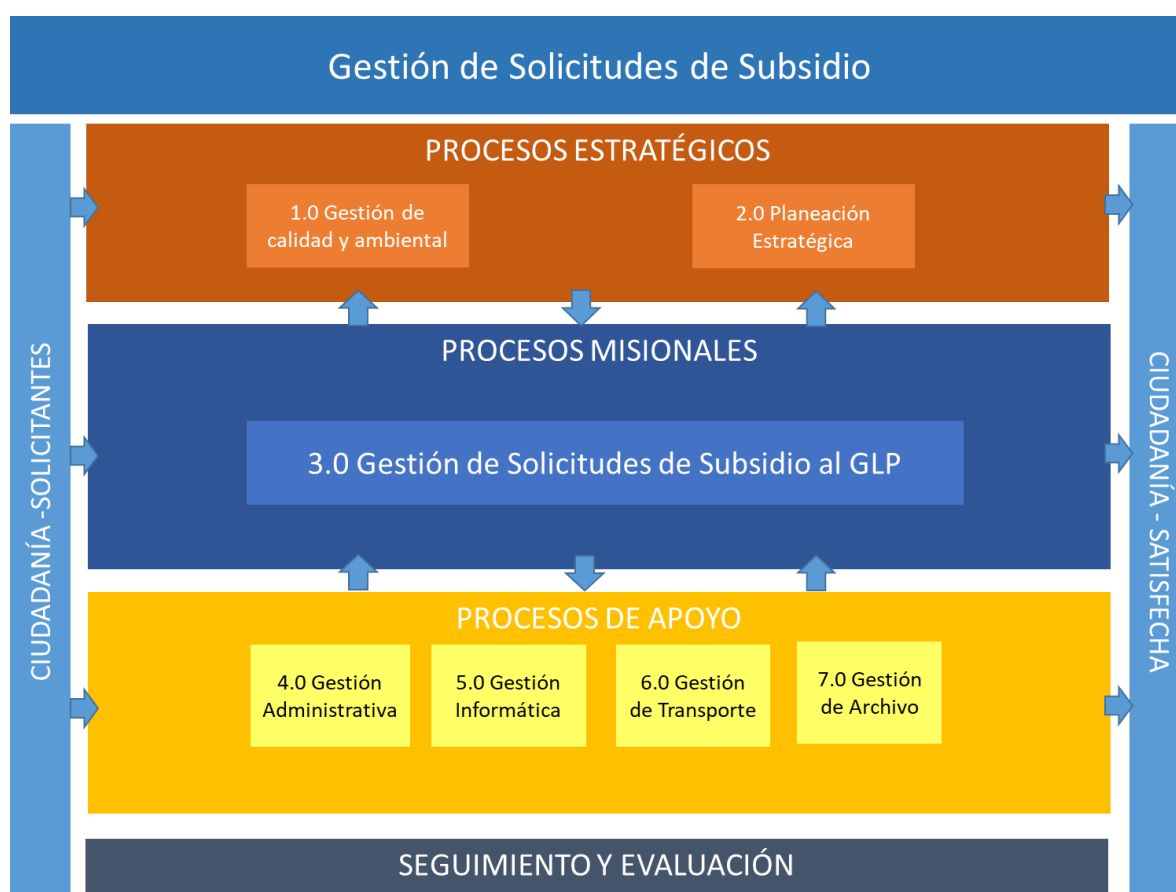 Gestión de Solicitudes de Subsidio
CIUDADANÍA -SOLICITANTES
PROCESOS ESTRATÉGICOS
1.0 Gestión de
calidad y ambiental
2.0 Planeación
Estratégica
PROCESOS MISIONALES
3.0 Gestión de Solicitudes de Subsidio al GLP
PROCESOS DE APOYO
4.0 Gestión
Administrativa
5.0 Gestión
Informática
6.0 Gestión
de Transporte
7.0 Gestión
de Archivo
CIUDADANÍA - SATISFECHA
SEGUIMIENTO Y EVALUACIÓN